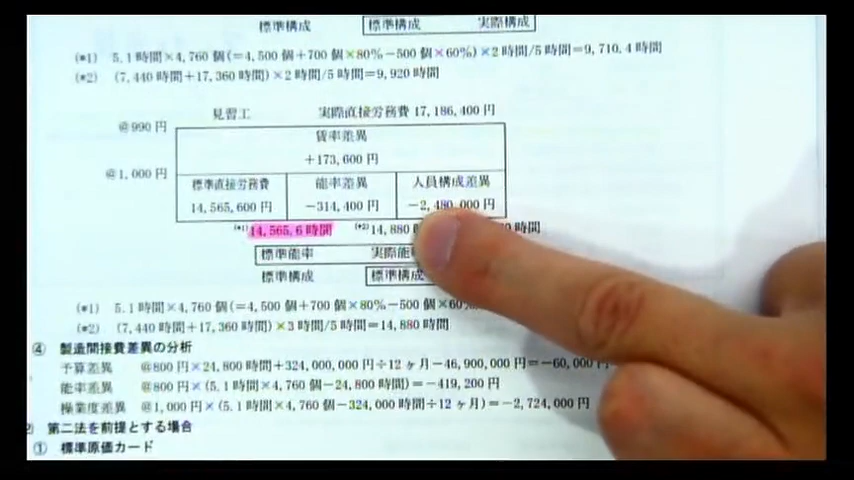 標準構成 標準構成 実際構成
(*1) 5.1時間×4,760個(=4,500個+700個×80%-500個×60%)×2時間/5時間=9,710.4時間
(*2) (7,440時間+17,360時間)×2時間/5時間=9,920時間
見習工 実際直接労務費 17,186,400円
@990円
賃率差異
+173,600円
@1,000円
標準直接労務費 能率差異 人員構成差異
14,565,600円 -314,400円 -2,480,000円
(*1)14,565.6時間 (*2)14,880 時間
標準能率 実際能
標準構成 標準構
(*1) 5.1時間×4,760個(=4,500個+700個×80%-500個×60%
(*2) (7,440時間+17,360時間)×3時間/5時間=14,880時間
④ 製造間接費差異の分析
予算差異 @800円×24,800時間+324,000,000円÷12ヶ月-46,900,000円=-60,000円
能率差異 @800円×(5.1時間×4,760個-24,800時間)=-419,200円
操業度差異 @1,000円×(5.1時間×4,760個-324,000時間÷12ヶ月)=-2,724,000円
第二法を前提とする場合
① 標準原価カード